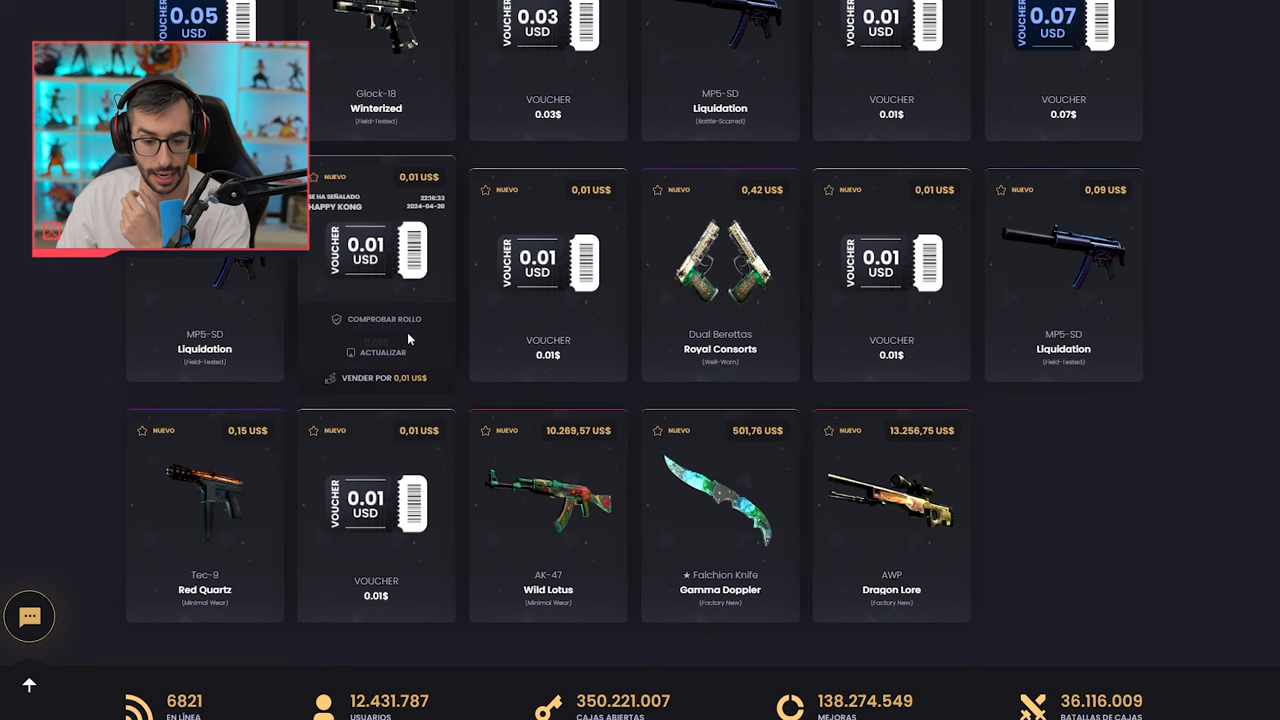 VOUCHER
0.05
USD
VOUCHER
0.03
USD
VOUCHER
0.01
USD
VOUCHER
0.07
USD
Glock-18
Winterized
(Field-Tested)
VOUCHER
0.03$
MP5-SD
Liquidation
(Battle-Scarred)
VOUCHER
0.01$
VOUCHER
0.07$
MP5-SD
Liquidation
(Field-Tested)
NUEVO
0,01 US$
SE HA SEÑALADO
22:16:33
HAPPY KONG
2024-04-20
VOUCHER
0.01
USD
COMPROBAR ROLLO
ACTUALIZAR
VENDER POR 0,01 US$
NUEVO
0,01 US$
VOUCHER
0.01
USD
VOUCHER
0.01$
NUEVO
0,42 US$
Dual Berettas
Royal Consorts
(Well-Worn)
NUEVO
0,01 US$
VOUCHER
0.01
USD
VOUCHER
0.01$
NUEVO
0,09 US$
MP5-SD
Liquidation
(Field-Tested)
NUEVO
0,15 US$
Tec-9
Red Quartz
(Minimal Wear)
NUEVO
0,01 US$
VOUCHER
0.01
USD
VOUCHER
0.01$
NUEVO
10.269,57 US$
AK-47
Wild Lotus
(Minimal Wear)
NUEVO
501,76 US$
★ Falchion Knife
Gamma Doppler
(Factory New)
NUEVO
13.256,75 US$
AWP
Dragon Lore
(Factory New)
6821
EN LÍNEA
12.431.787
USUARIOS
350.221.007
CAJAS ABIERTAS
138.274.549
MEJORAS
36.116.009
BATALLAS DE CAJAS